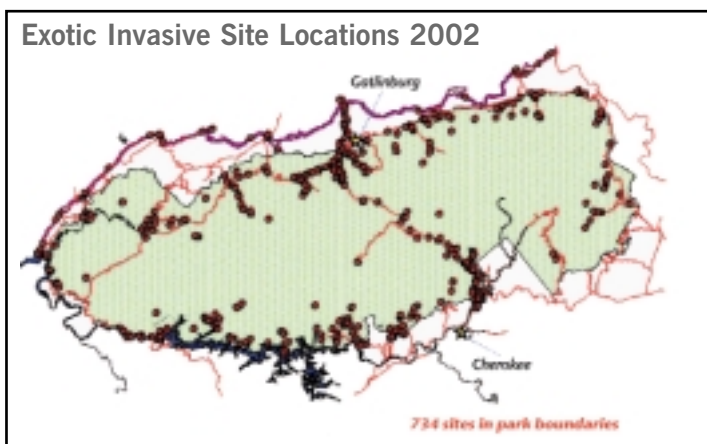 Exotic Invasive Site Locations 2002
Gatlinburg
Cherokee
734 sites in park boundaries